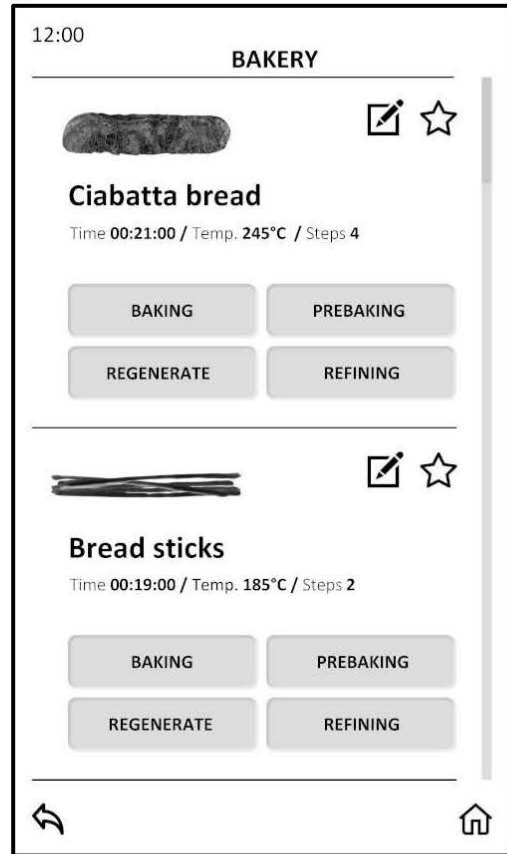 12:00
BAKERY
Ciabatta bread
Time 00:21:00 / Temp. 245°C / Steps 4
BAKING PREBAKING
REGENERATE REFINING
Bread sticks
Time 00:19:00 / Temp. 185°C / Steps 2
BAKING PREBAKING
REGENERATE REFINING